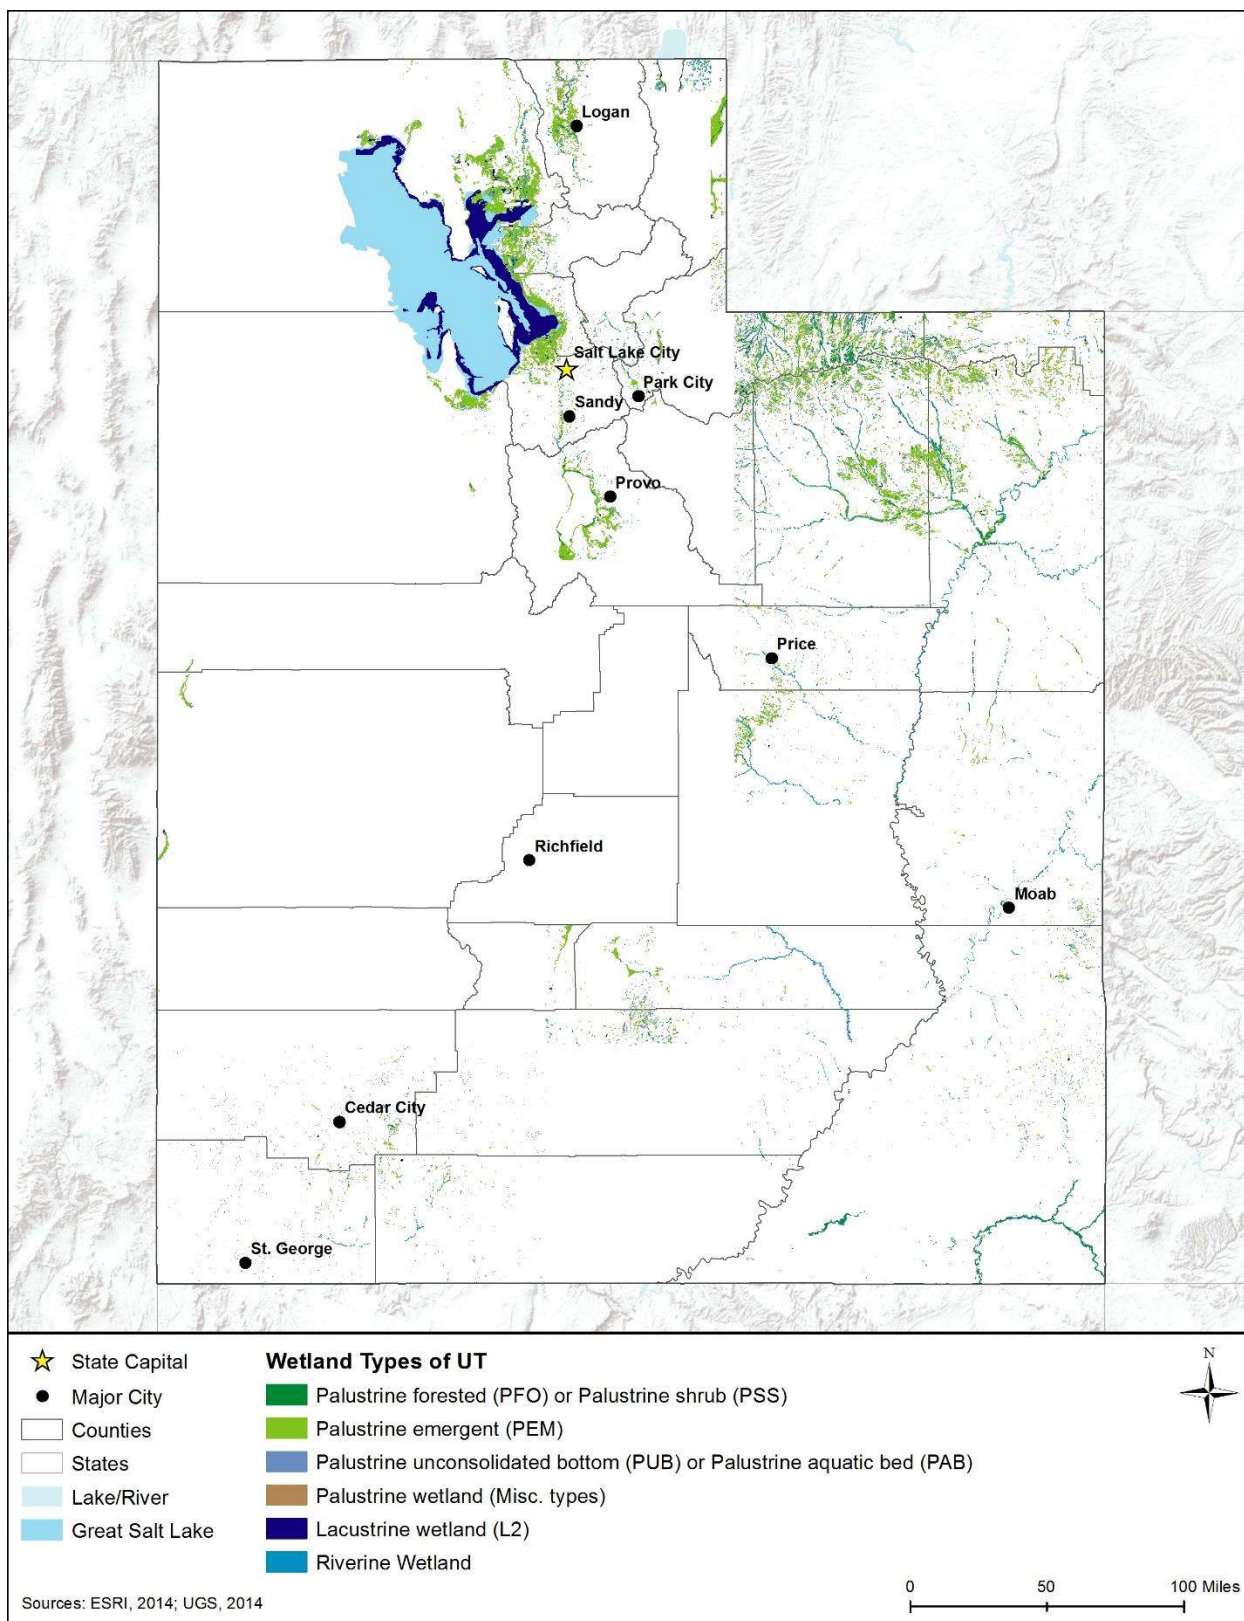 Logan
Salt Lake City
Park City
Sandy
Provo
Price
Richfield
Moab
Cedar City
St. George
State Capital
Major City
Counties
States
Lake/River
Great Salt Lake
Wetland Types of UT
Palustrine forested (PFO) or Palustrine shrub (PSS)
Palustrine emergent (PEM)
Palustrine unconsolidated bottom (PUB) or Palustrine aquatic bed (PAB)
Palustrine wetland (Misc. types)
Lacustrine wetland (L2)
Riverine Wetland
N
0 50 100 Miles
Sources: ESRI, 2014; UGS, 2014